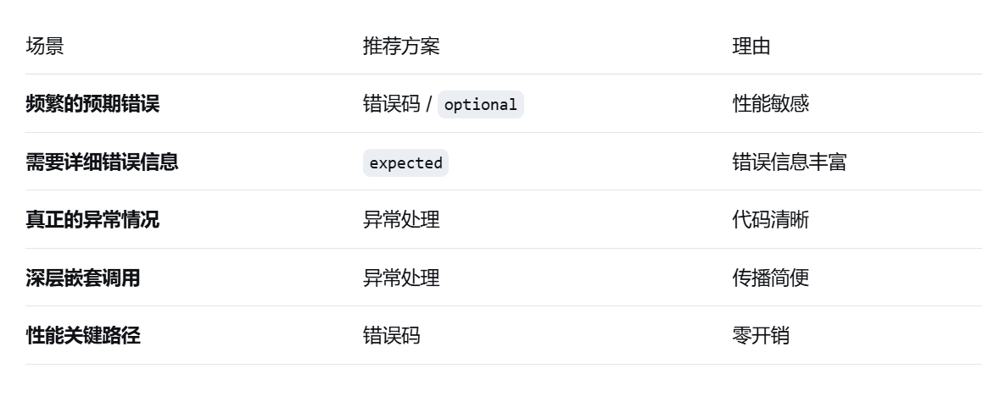 场景 推荐方案 理由
频繁的预期错误 错误码 / optional 性能敏感
需要详细错误信息 expected 错误信息丰富
真正的异常情况 异常处理 代码清晰
深层嵌套调用 异常处理 传播简便
性能关键路径 错误码 零开销